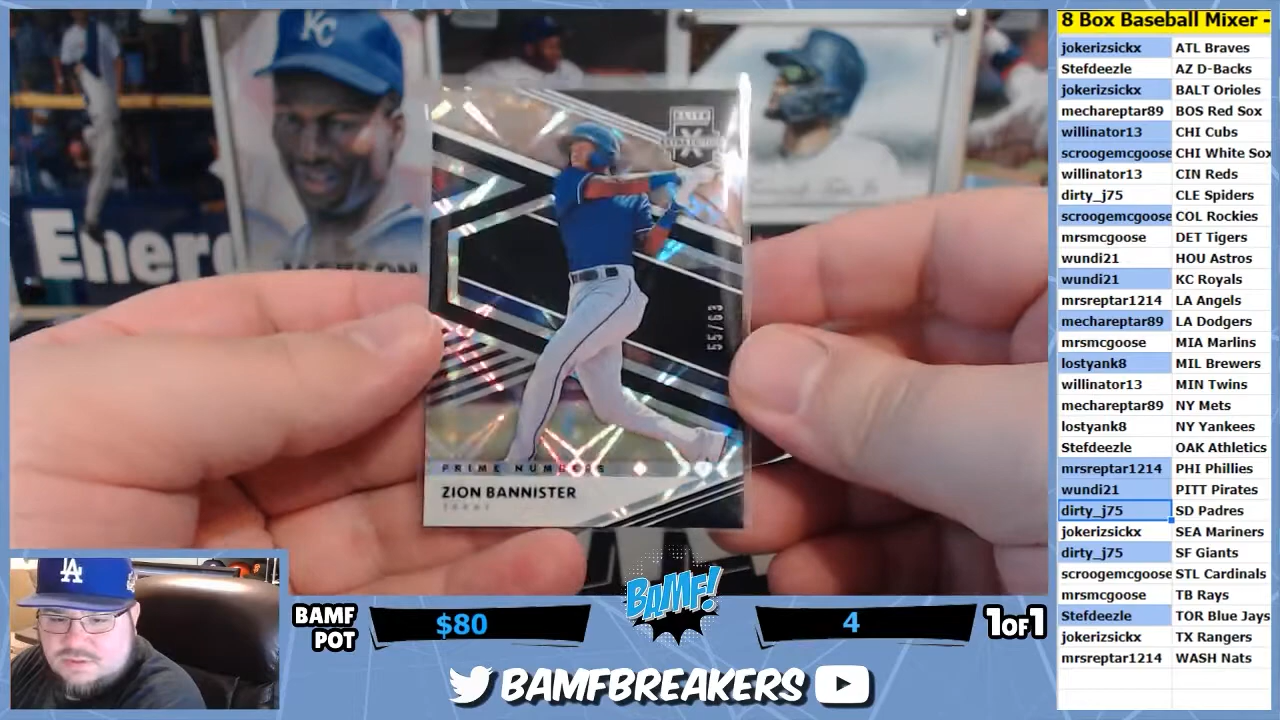 KC
Ener
ELITE
X
55/63
PRIME NUMBERS
ZION BANNISTER
8 Box Baseball Mixer -
jokerizsickx ATL Braves
Stefdeezle AZ D-Backs
jokerizsickx BALT Orioles
mechareptar89 BOS Red Sox
willinator13 CHI Cubs
scroogemcgoose CHI White Sox
willinator13 CIN Reds
dirty_j75 CLE Spiders
scroogemcgoose COL Rockies
mrsmcgoose DET Tigers
wundi21 HOU Astros
wundi21 KC Royals
mrsreptar1214 LA Angels
mechareptar89 LA Dodgers
mrsmcgoose MIA Marlins
lostyank8 MIL Brewers
willinator13 MIN Twins
mechareptar89 NY Mets
lostyank8 NY Yankees
Stefdeezle OAK Athletics
mrsreptar1214 PHI Phillies
wundi21 PITT Pirates
dirty_j75 SD Padres
jokerizsickx SEA Mariners
dirty_j75 SF Giants
scroogemcgoose STL Cardinals
mrsmcgoose TB Rays
Stefdeezle TOR Blue Jays
jokerizsickx TX Rangers
mrsreptar1214 WASH Nats
LA
BAMF POT
$80
BAMF!
4
1 OF 1
BAMFBREAKERS